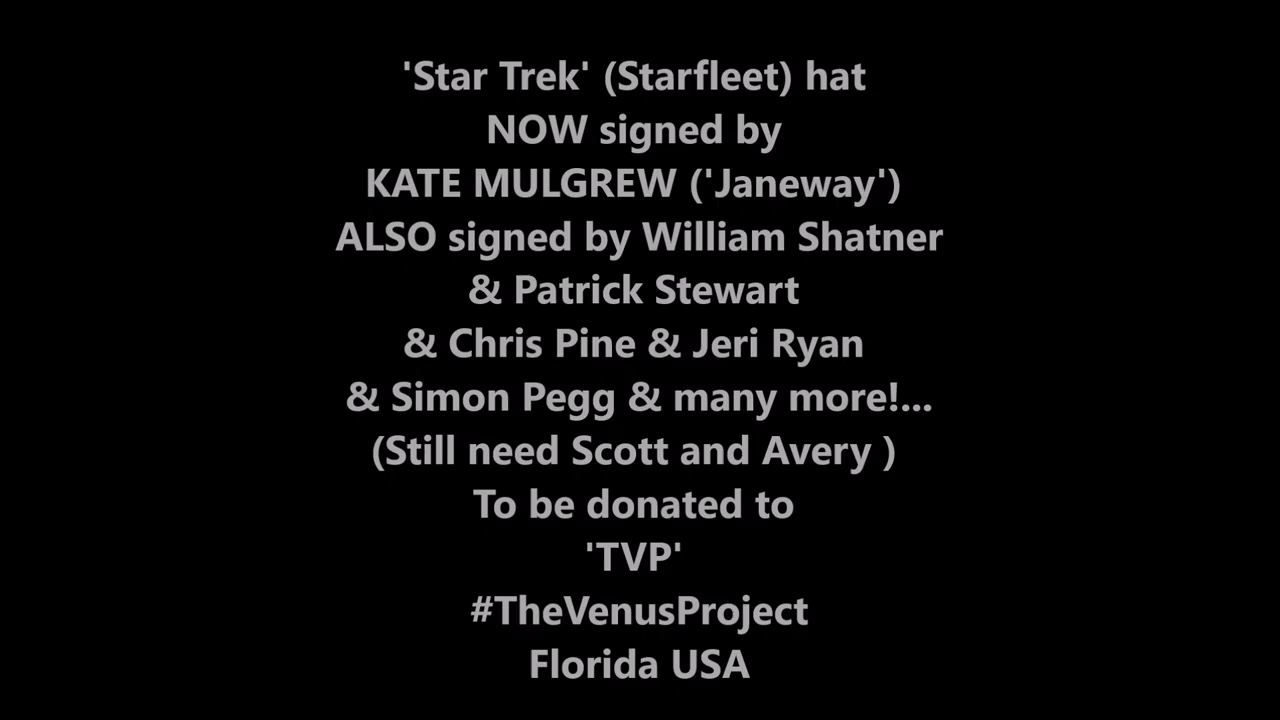 'Star Trek' (Starfleet) hat
NOW signed by
KATE MULGREW ('Janeway')
ALSO signed by William Shatner
& Patrick Stewart
& Chris Pine & Jeri Ryan
& Simon Pegg & many more!...
(Still need Scott and Avery )
To be donated to
'TVP'
#TheVenusProject
Florida USA